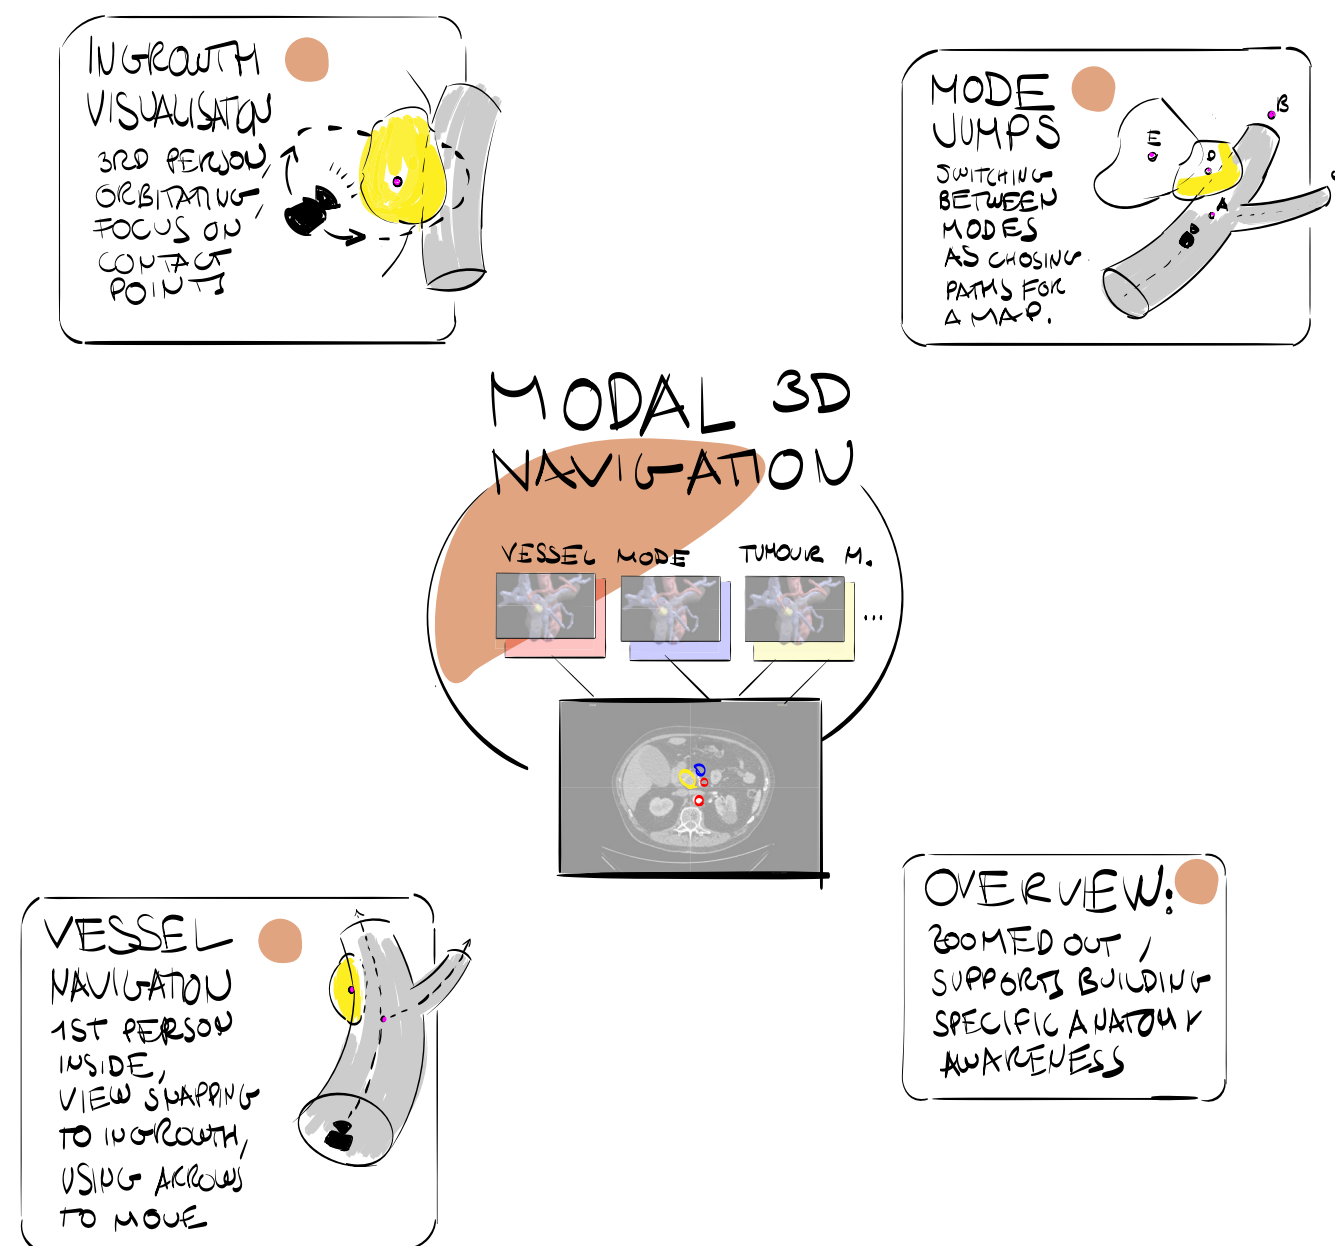 INGROWTH
VISUALISATION
3RD PERSON,
ORBITATING,
FOCUS ON
CONTACT
POINTS
MODE
JUMPS
SWITCHING
BETWEEN
MODES
AS CHOSING
PATHS FOR
A MAP.
B
E
D
A
MODAL 3D
NAVIGATION
VESSEL MODE
TUMOUR M.
...
VESSEL
NAVIGATION
1ST PERSON
INSIDE,
VIEW SNAPPING
TO INGROWTH,
USING ARROWS
TO MOVE
OVERVIEW:
ZOOMED OUT,
SUPPORTS BUILDING
SPECIFIC ANATOMY
AWARENESS